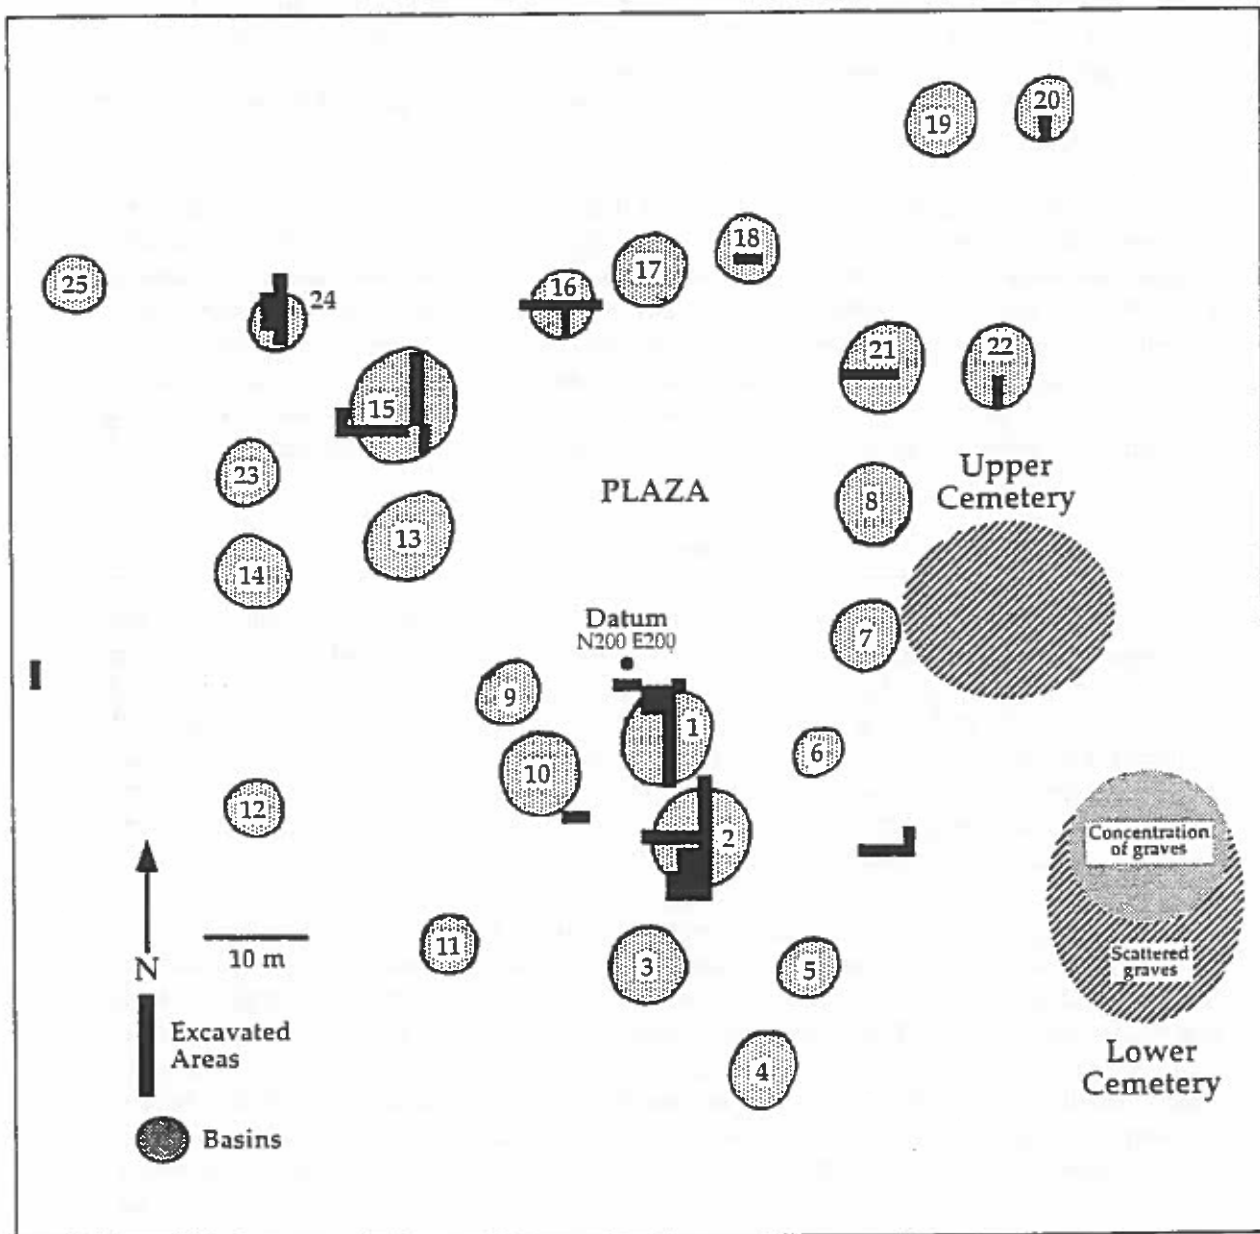 20
19
18
17
25
16
24
21
22
15
Upper
Cemetery
23
PLAZA
8
13
14
Datum
N200 E200
7
9
1
6
10
12
2
Concentration
of graves
11
3
5
Scattered
graves
10 m
N
Excavated
Areas
Lower
Cemetery
4
Basins